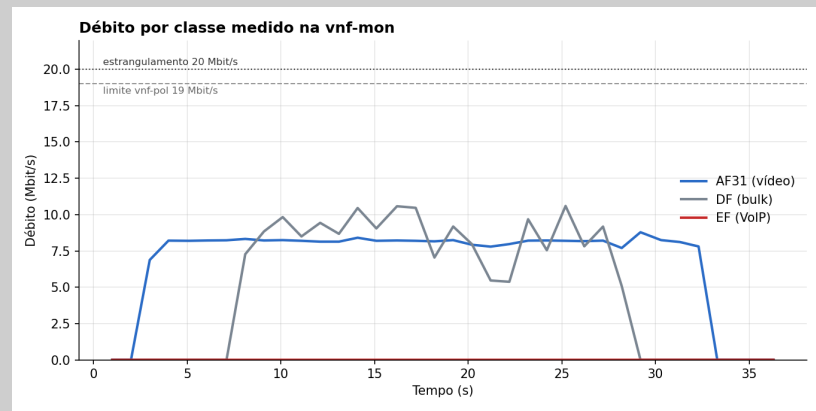 Débito por classe medido na vnf-mon
estrangulamento 20 Mbit/s
limite vnf-pol 19 Mbit/s
Débito (Mbit/s)
20.0
17.5
15.0
12.5
10.0
7.5
5.0
2.5
0.0
AF31 (vídeo)
DF (bulk)
EF (VoIP)
0 5 10 15 20 25 30 35
Tempo (s)